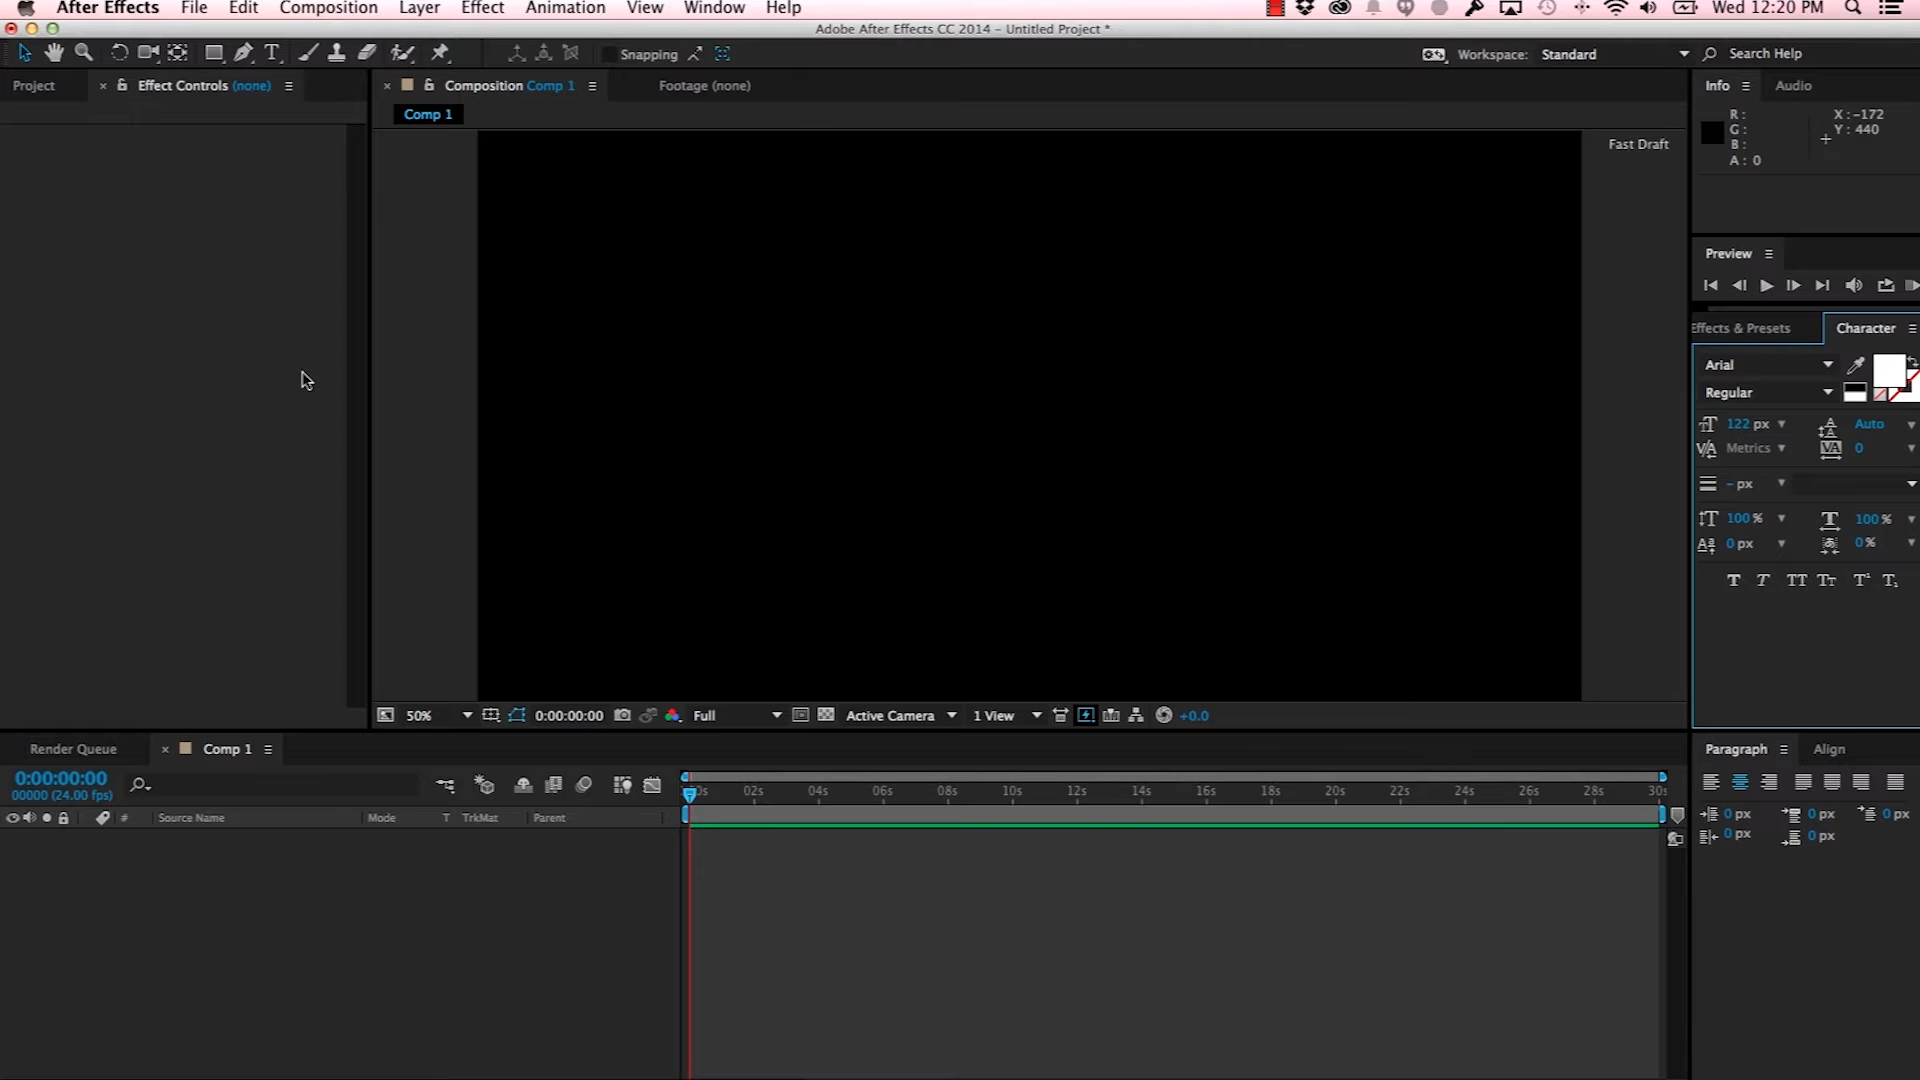 After Effects File Edit Composition Layer Effect Animation View Window Help Wed 12:20 PM
Adobe After Effects CC 2014 - Untitled Project *
Snapping Workspace: Standard Search Help
Project Effect Controls (none) Composition Comp 1 Footage (none) Info Audio
Comp 1
R : X : -172
G : Y : 440
B :
A : 0
Fast Draft
Preview
Effects & Presets Character
Arial
Regular
122 px Auto
Metrics 0
- px
100 % 100 %
0 px 0 %
T T TT Tt T¹ T₁
50% 0:00:00:00 Full Active Camera 1 View +0.0
Render Queue Comp 1 Paragraph Align
0:00:00:00
00000 (24.00 fps)
02s 04s 06s 08s 10s 12s 14s 16s 18s 20s 22s 24s 26s 28s 30s
# Source Name Mode T TrkMat Parent
0 px 0 px 0 px
0 px 0 px